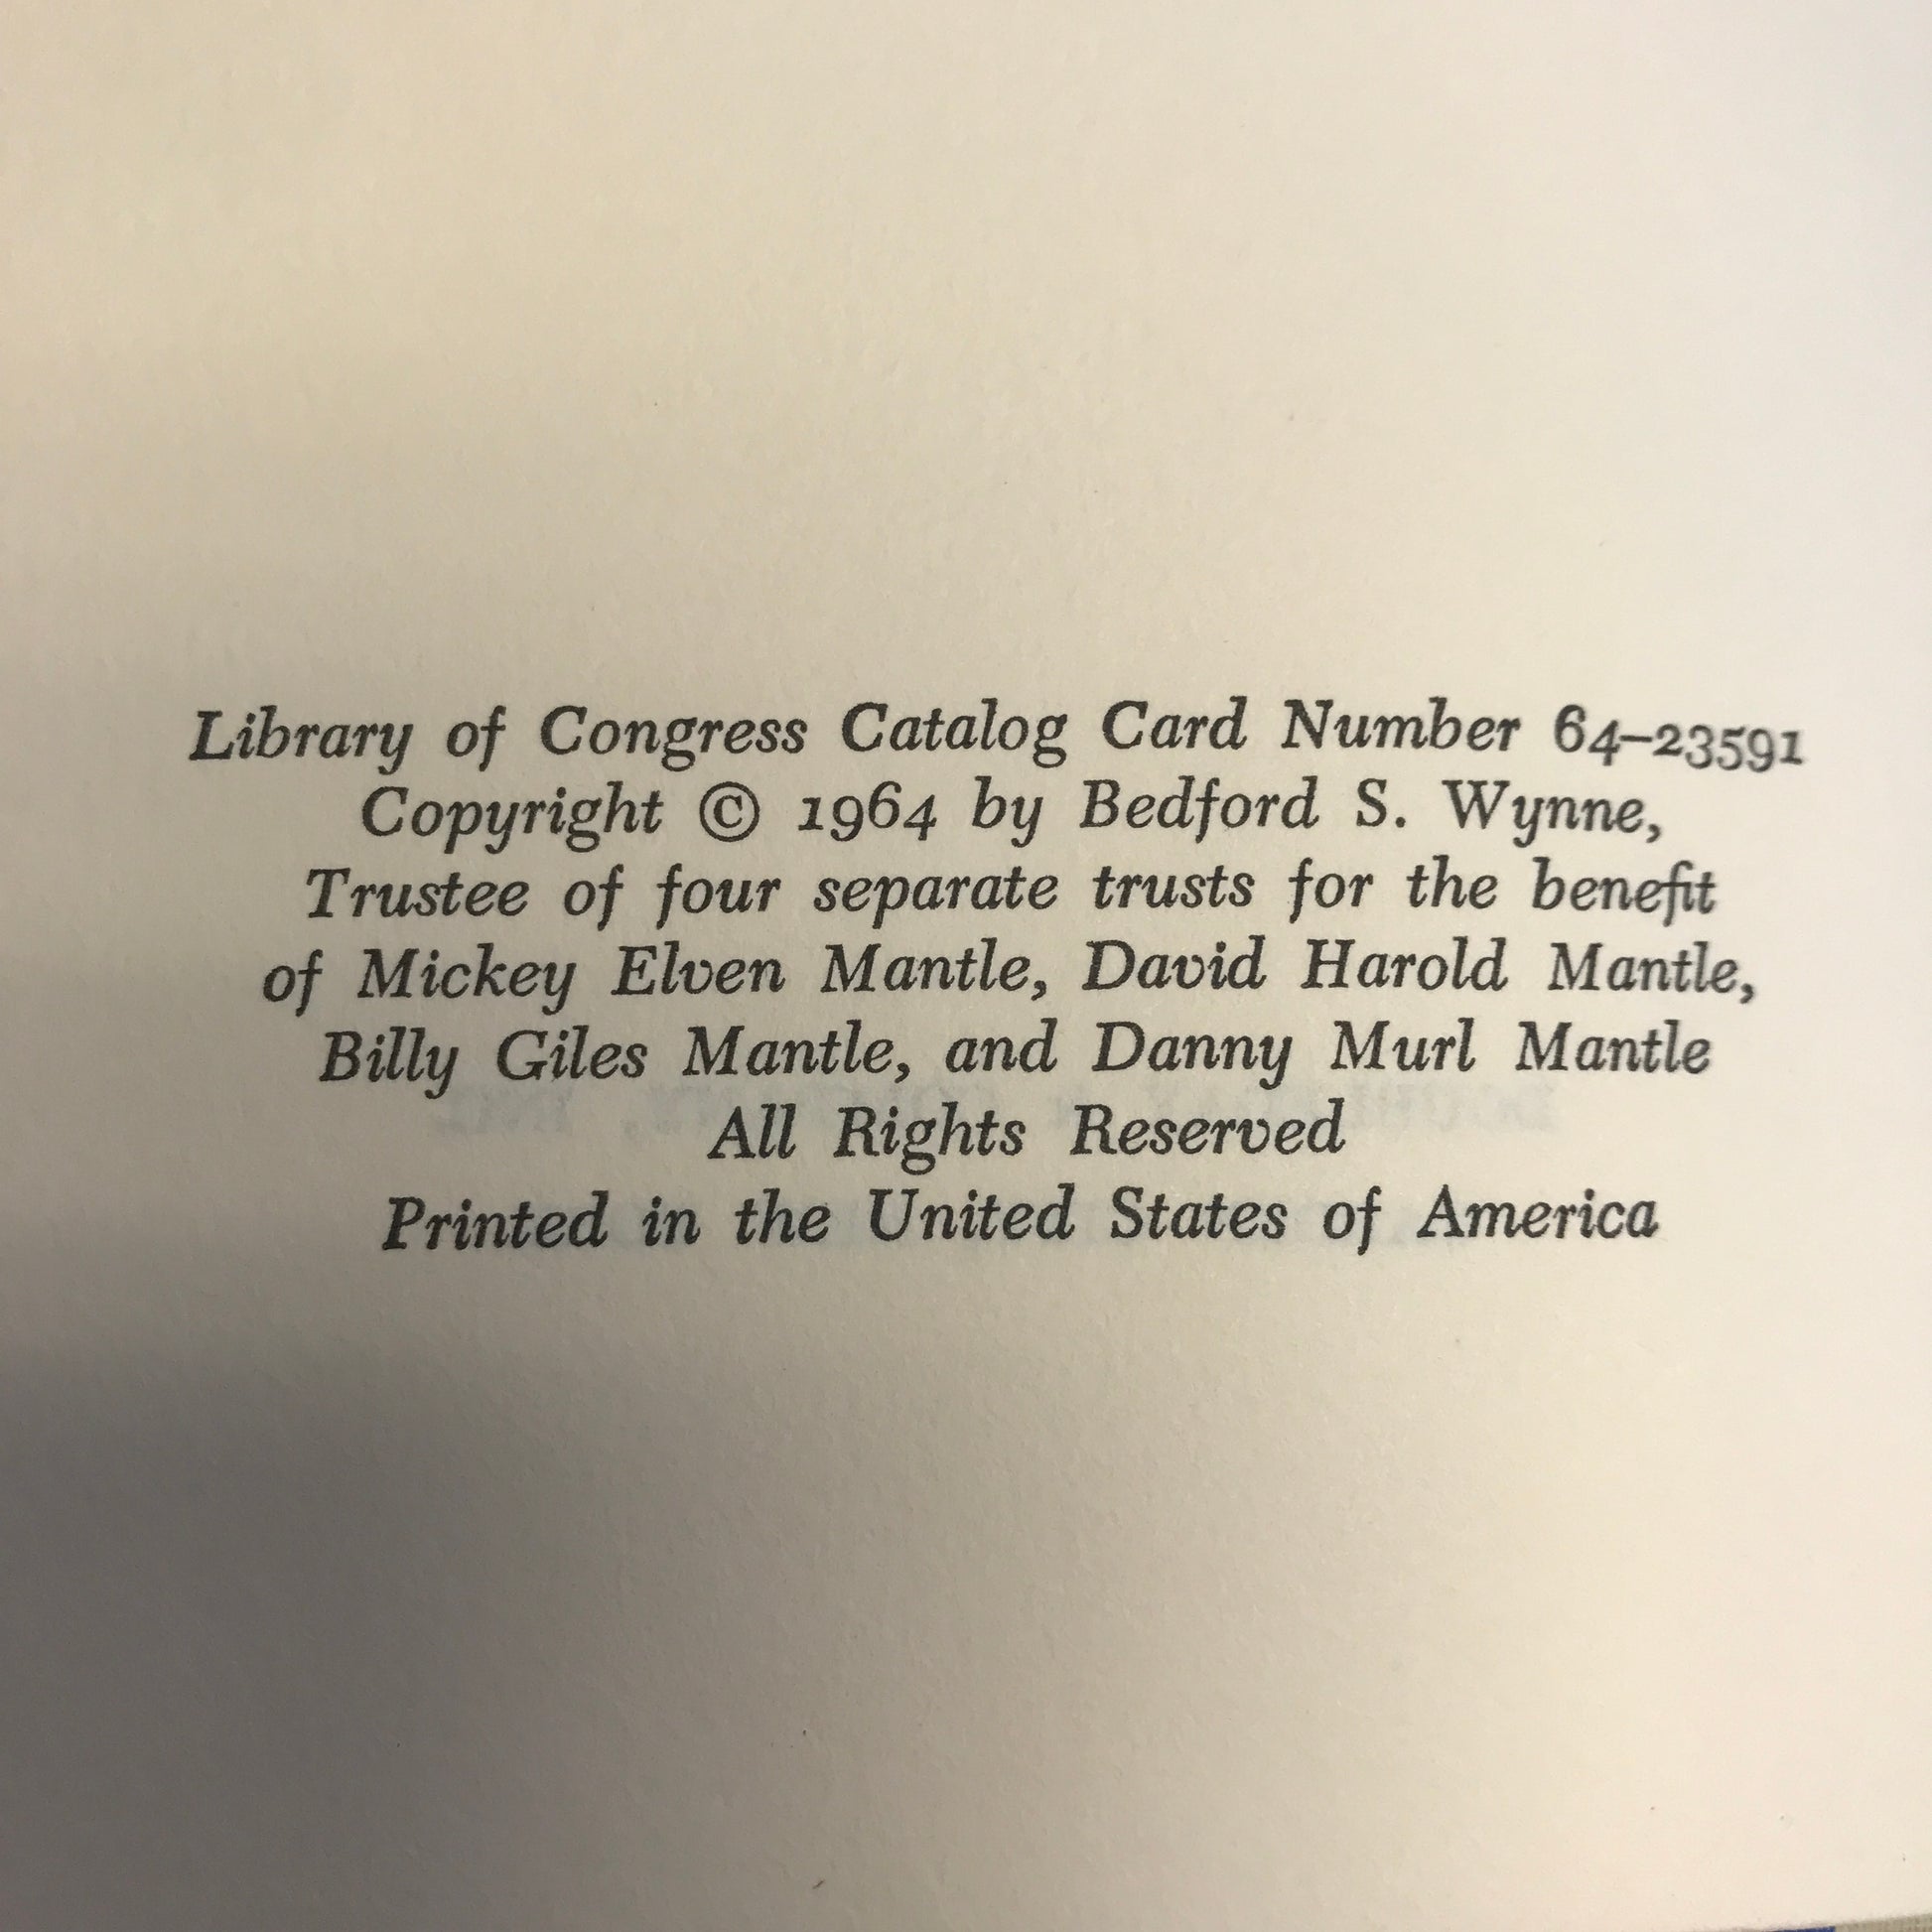 Library of Congress Catalog Card Number 64–23591
Copyright © 1964 by Bedford S. Wynne,
Trustee of four separate trusts for the benefit
of Mickey Elven Mantle, David Harold Mantle,
Billy Giles Mantle, and Danny Murl Mantle
All Rights Reserved
Printed in the United States of America